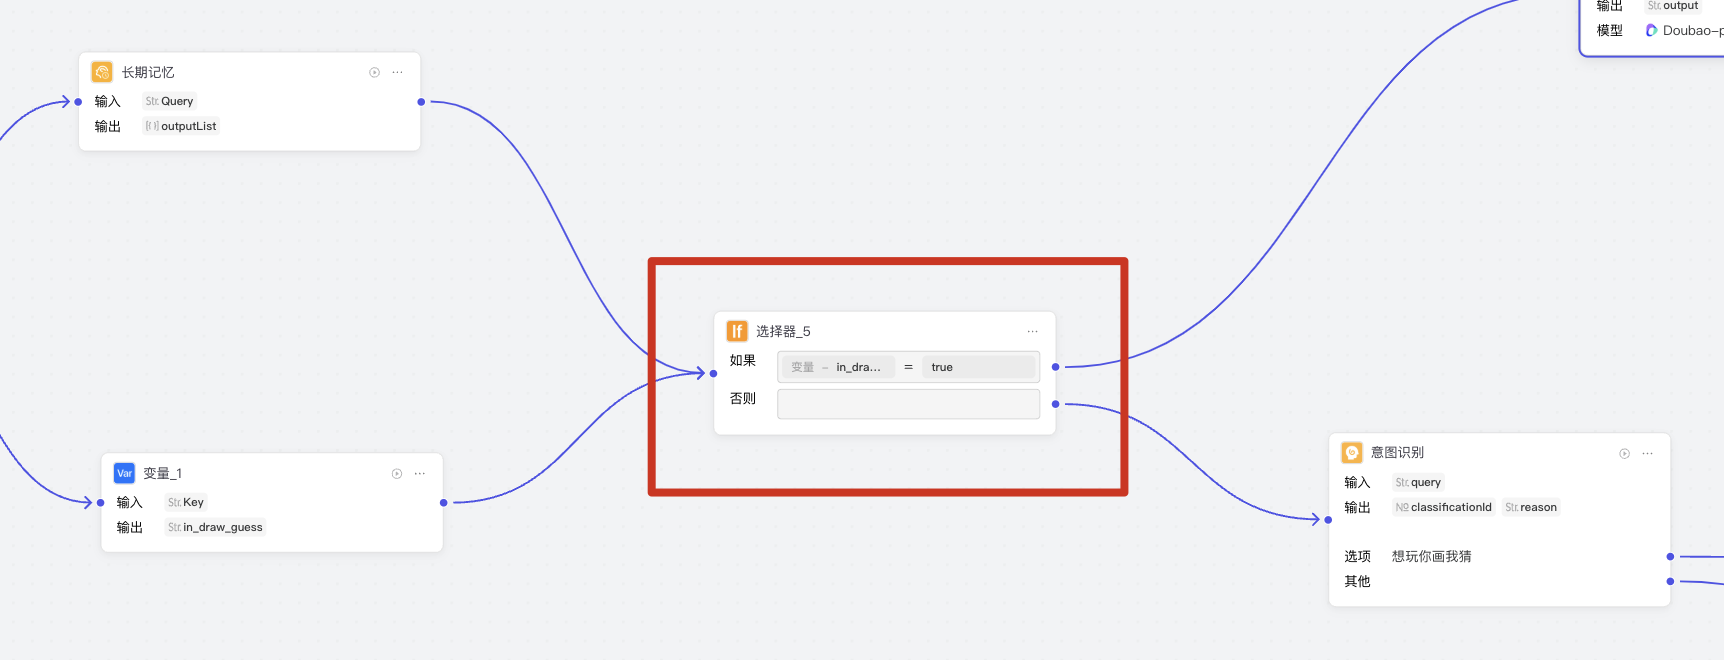 长期记忆
输入 Str. Query
输出 [()] outputList
Var 变量_1
输入 Str. Key
输出 Str. in_draw_guess
If 选择器_5
如果 变量 - in_dra... = true
否则
输出 Str. output
模型 Doubao-p
意图识别
输入 Str. query
输出 № classificationId Str. reason
选项 想玩你画我猜
其他